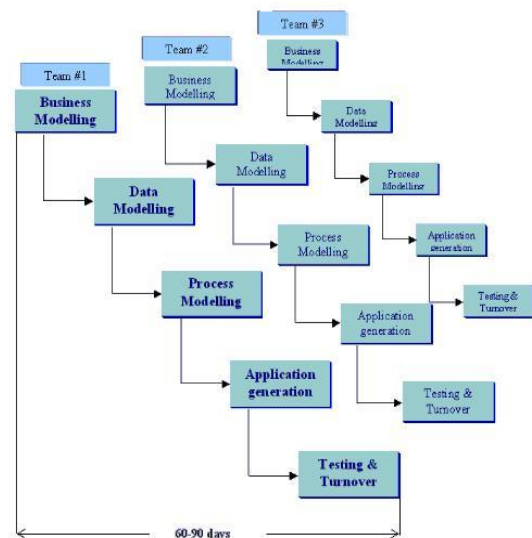 Team #1
Business
Modelling
Data
Modelling
Process
Modelling
Application
generation
Testing &
Turnover
Team #2
Business
Modelling
Data
Modelling
Process
Modelling
Application
generation
Testing &
Turnover
Team #3
Business
Modelling
Data
Modelling
Process
Modelling
Application
generation
Testing &
Turnover
60-90 days